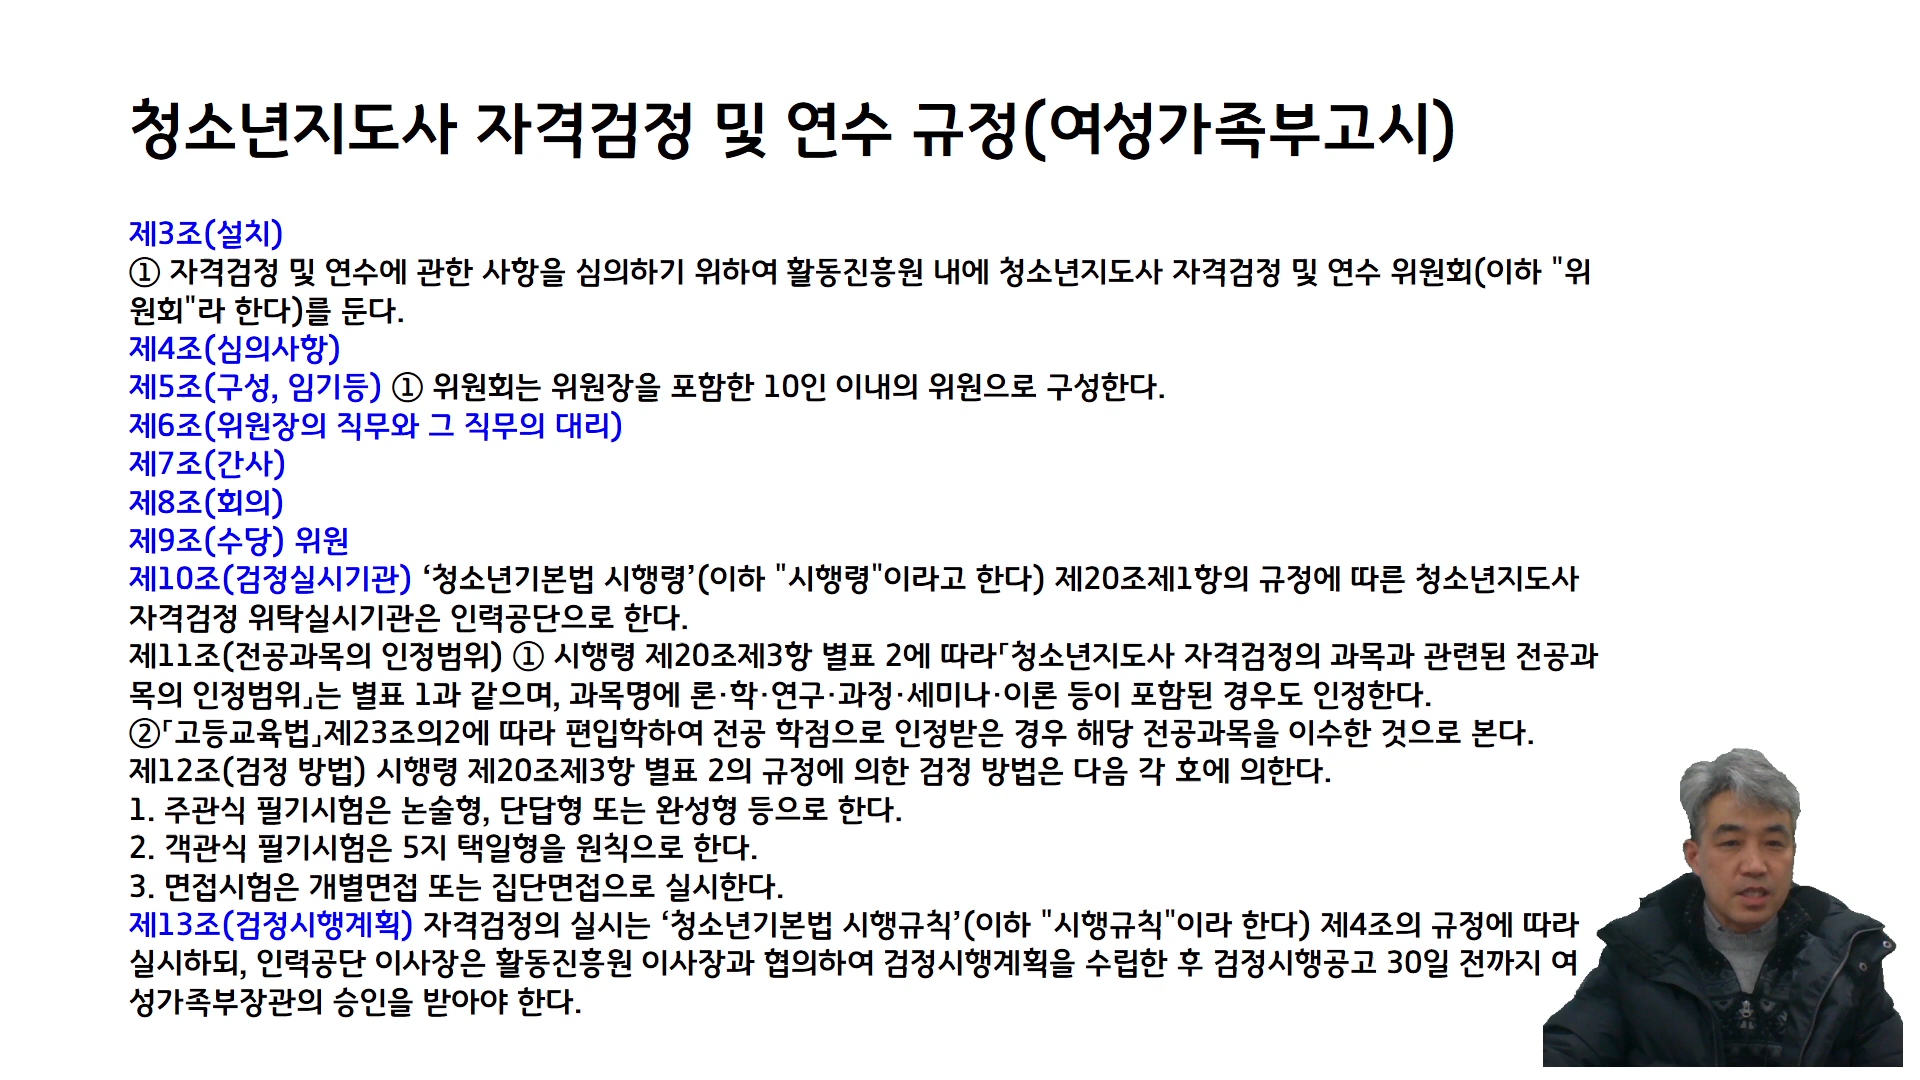 청소년지도사 자격검정 및 연수 규정(여성가족부고시)
제3조(설치)
① 자격검정 및 연수에 관한 사항을 심의하기 위하여 활동진흥원 내에 청소년지도사 자격검정 및 연수 위원회(이하 "위
원회"라 한다)를 둔다.
제4조(심의사항)
제5조(구성, 임기등) ① 위원회는 위원장을 포함한 10인 이내의 위원으로 구성한다.
제6조(위원장의 직무와 그 직무의 대리)
제7조(간사)
제8조(회의)
제9조(수당) 위원
제10조(검정실시기관) ‘청소년기본법 시행령’(이하 "시행령"이라고 한다) 제20조제1항의 규정에 따른 청소년지도사
자격검정 위탁실시기관은 인력공단으로 한다.
제11조(전공과목의 인정범위) ① 시행령 제20조제3항 별표 2에 따라「청소년지도사 자격검정의 과목과 관련된 전공과
목의 인정범위」는 별표 1과 같으며, 과목명에 론·학·연구·과정·세미나·이론 등이 포함된 경우도 인정한다.
②「고등교육법」제23조의2에 따라 편입학하여 전공 학점으로 인정받은 경우 해당 전공과목을 이수한 것으로 본다.
제12조(검정 방법) 시행령 제20조제3항 별표 2의 규정에 의한 검정 방법은 다음 각 호에 의한다.
1. 주관식 필기시험은 논술형, 단답형 또는 완성형 등으로 한다.
2. 객관식 필기시험은 5지 택일형을 원칙으로 한다.
3. 면접시험은 개별면접 또는 집단면접으로 실시한다.
제13조(검정시행계획) 자격검정의 실시는 ‘청소년기본법 시행규칙’(이하 "시행규칙"이라 한다) 제4조의 규정에 따라
실시하되, 인력공단 이사장은 활동진흥원 이사장과 협의하여 검정시행계획을 수립한 후 검정시행공고 30일 전까지 여
성가족부장관의 승인을 받아야 한다.